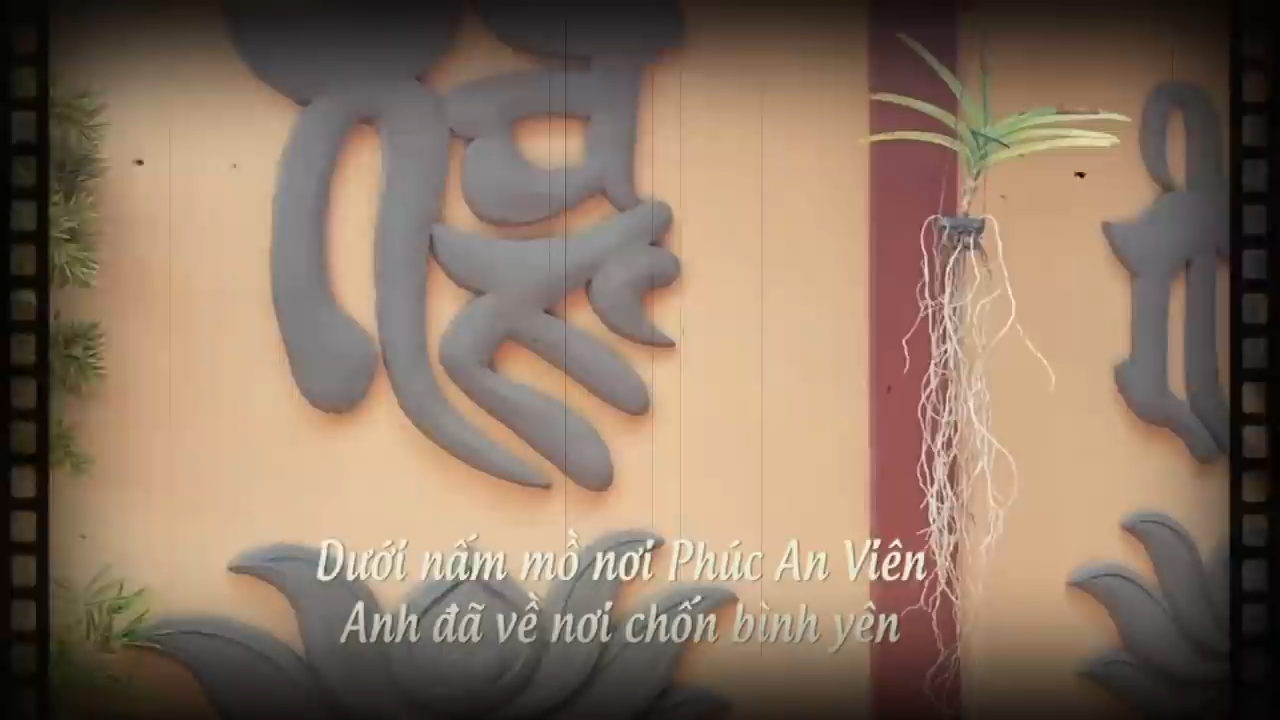 Dưới nấm mồ nơi Phúc An Viên
Anh đã về nơi chốn bình yên